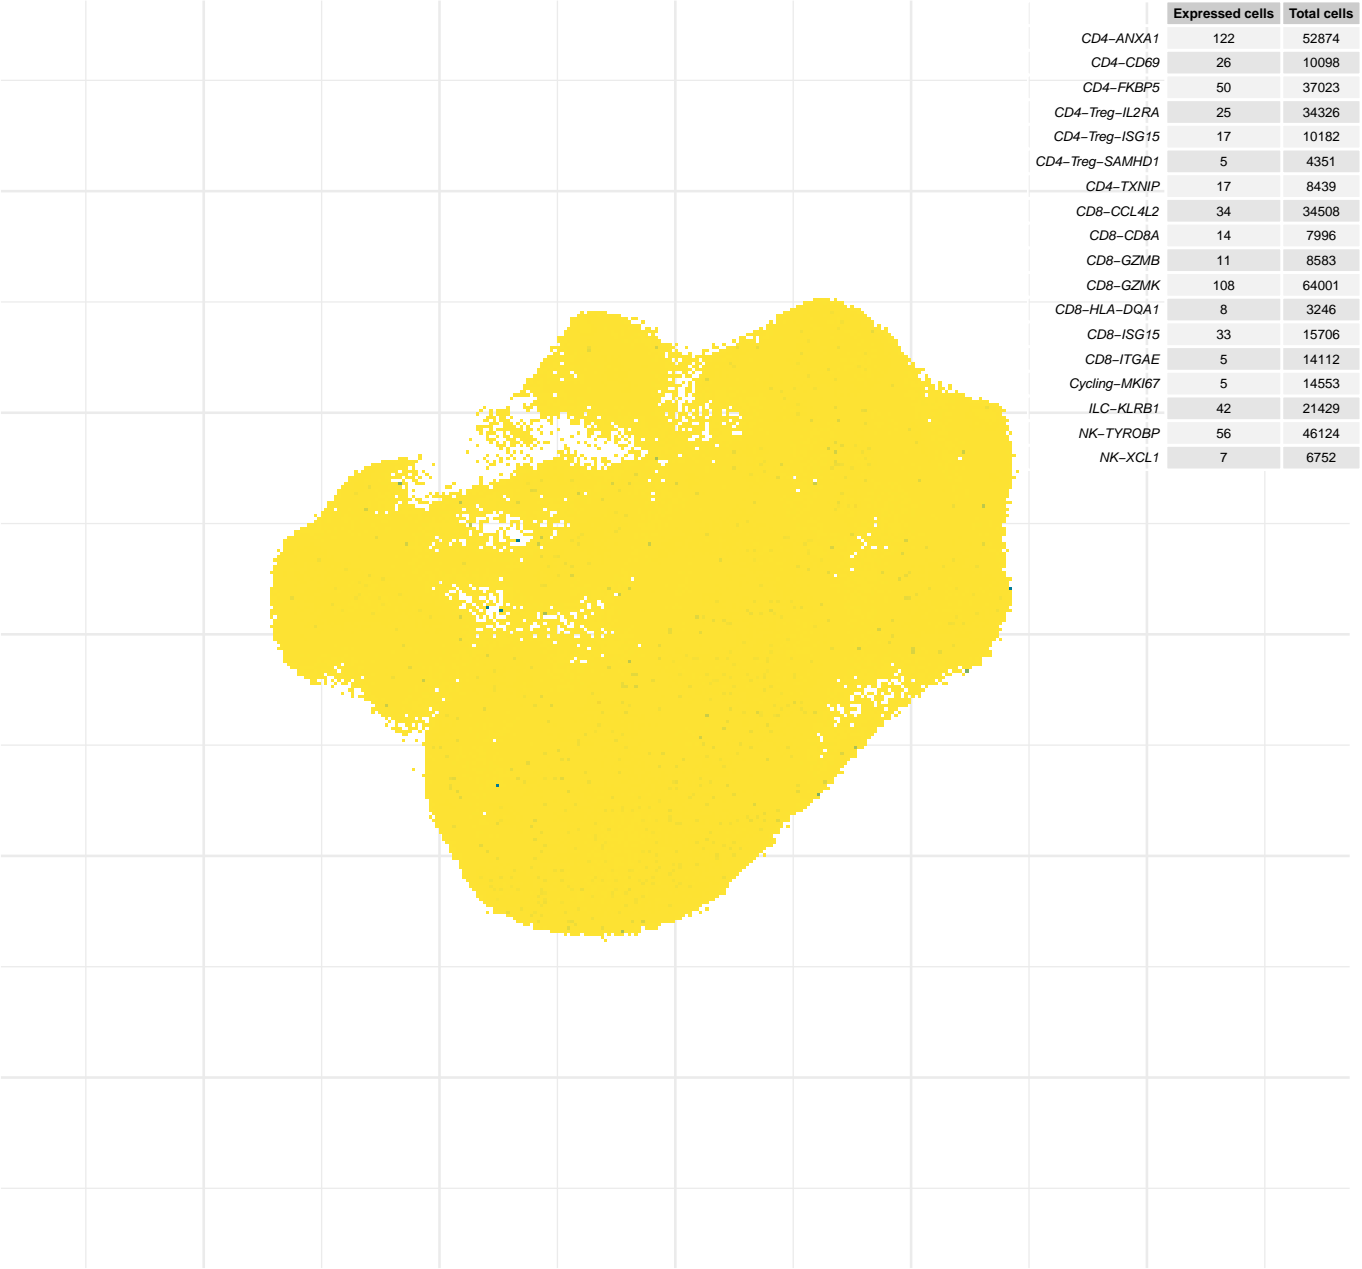 Expressed cells Total cells
CD4−ANXA1 122 52874
CD4−CD69 26 10098
CD4−FKBP5 50 37023
CD4−Treg−IL2RA 25 34326
CD4−Treg−ISG15 17 10182
CD4−Treg−SAMHD1 5 4351
CD4−TXNIP 17 8439
CD8−CCL4L2 34 34508
CD8−CD8A 14 7996
CD8−GZMB 11 8583
CD8−GZMK 108 64001
CD8−HLA−DQA1 8 3246
CD8−ISG15 33 15706
CD8−ITGAE 5 14112
Cycling−MKI67 5 14553
ILC−KLRB1 42 21429
NK−TYROBP 56 46124
NK−XCL1 7 6752